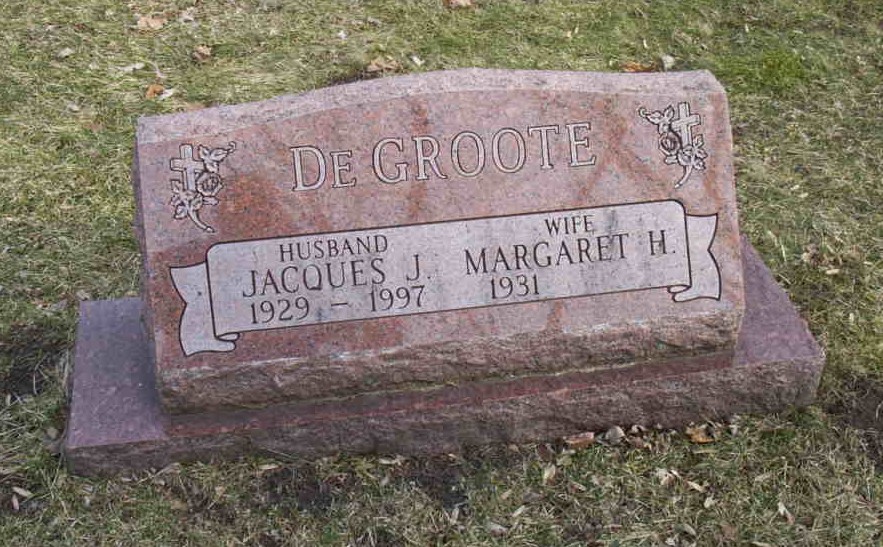 DE GROOTE
HUSBAND
JACQUES J.
1929 - 1997
WIFE
MARGARET H.
1931